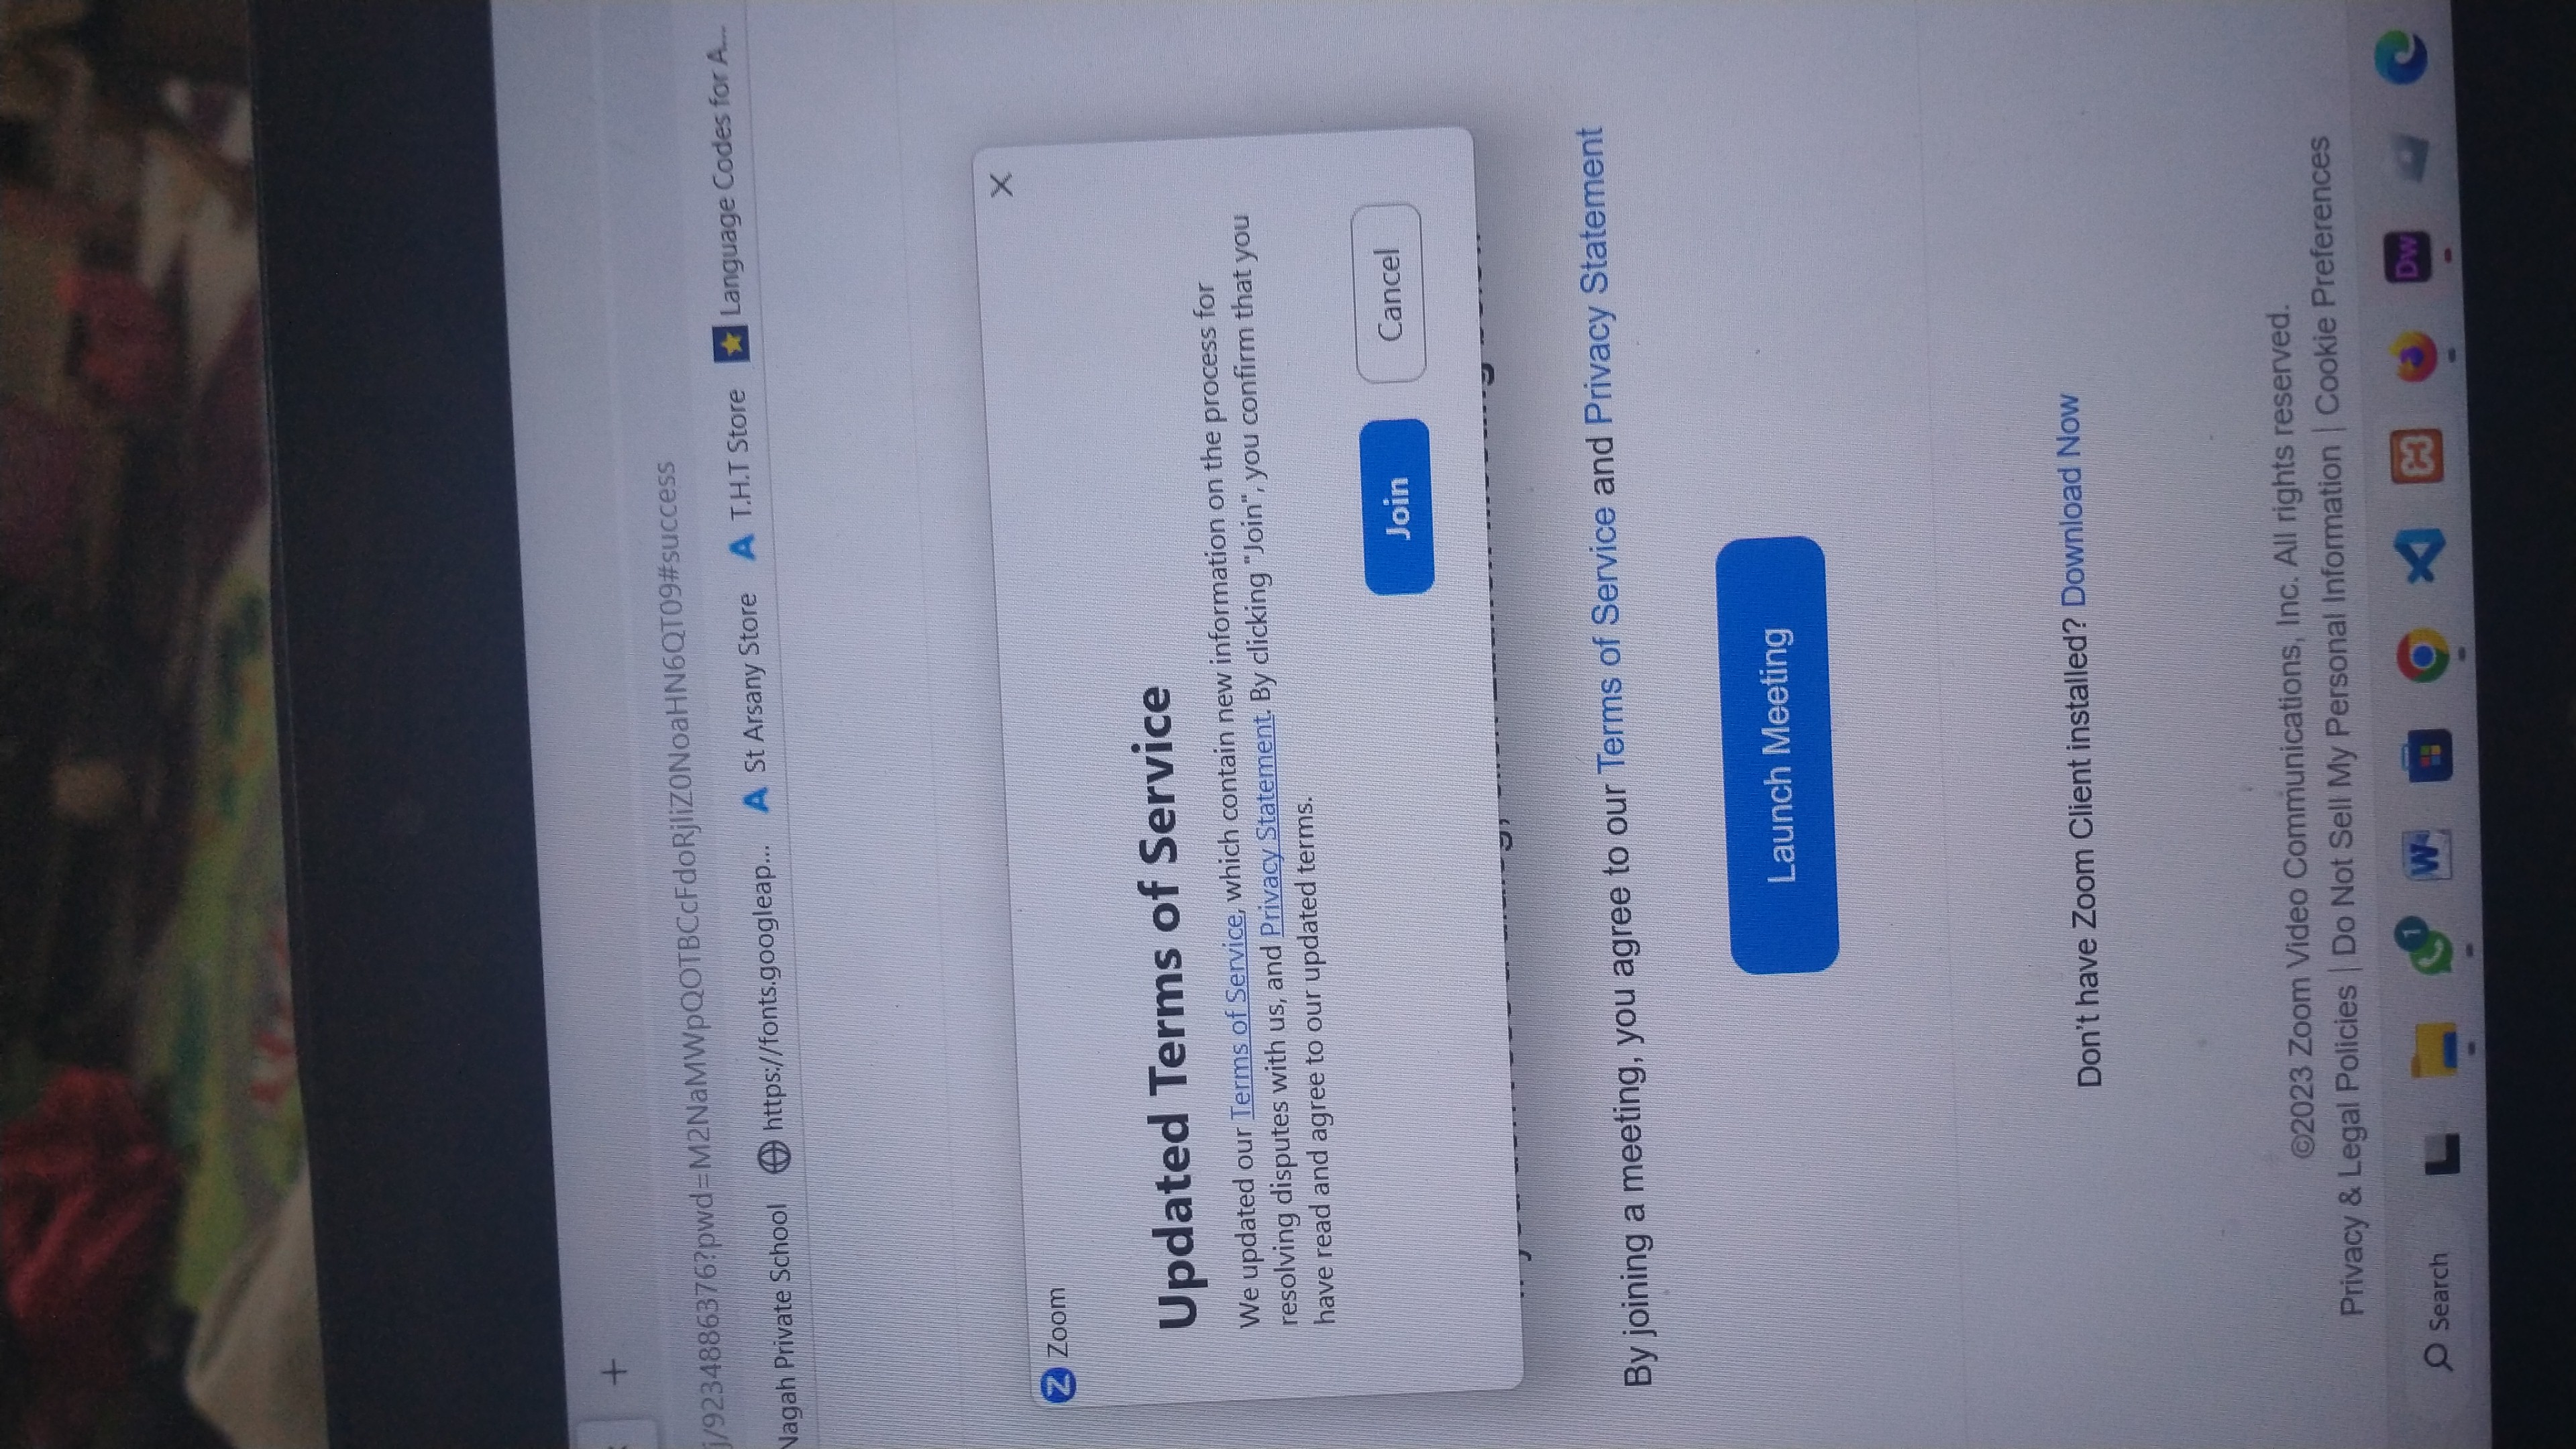 j/9234886376?pwd=M2NaMWpQOTBCcFdoRjliZ0NoaHN6QT09#success
Nagah Private School https://fonts.googleap... St Arsany Store T.H.T Store Language Codes for A...
Zoom
Updated Terms of Service
We updated our Terms of Service, which contain new information on the process for
resolving disputes with us, and Privacy Statement. By clicking "Join", you confirm that you
have read and agree to our updated terms.
Join Cancel
By joining a meeting, you agree to our Terms of Service and Privacy Statement
Launch Meeting
Don't have Zoom Client installed? Download Now
©2023 Zoom Video Communications, Inc. All rights reserved.
Privacy & Legal Policies | Do Not Sell My Personal Information | Cookie Preferences
Search 1 W Dw